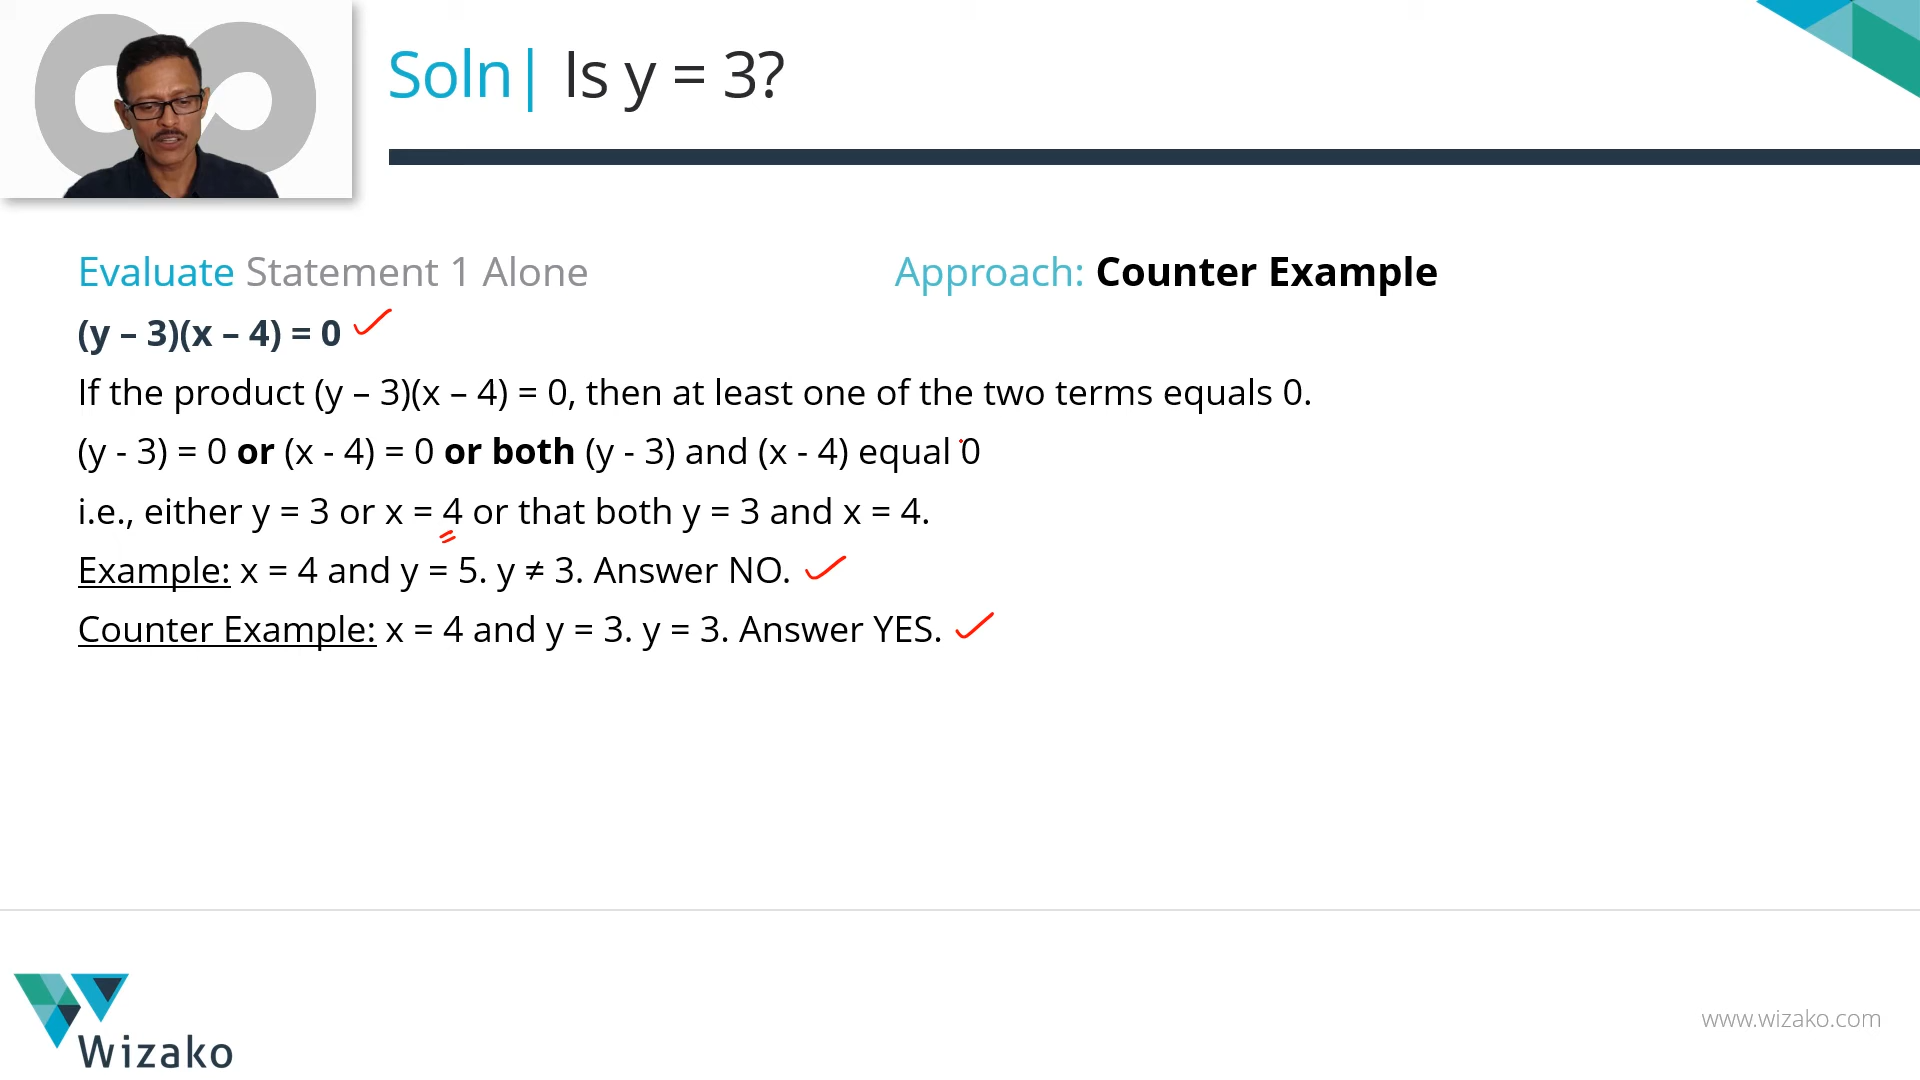 Soln| Is y = 3?
Evaluate Statement 1 Alone
Approach: Counter Example
(y – 3)(x – 4) = 0
If the product (y – 3)(x – 4) = 0, then at least one of the two terms equals 0.
(y - 3) = 0 or (x - 4) = 0 or both (y - 3) and (x - 4) equal 0
i.e., either y = 3 or x = 4 or that both y = 3 and x = 4.
Example: x = 4 and y = 5. y ≠ 3. Answer NO.
Counter Example: x = 4 and y = 3. y = 3. Answer YES.
Wizako
www.wizako.com